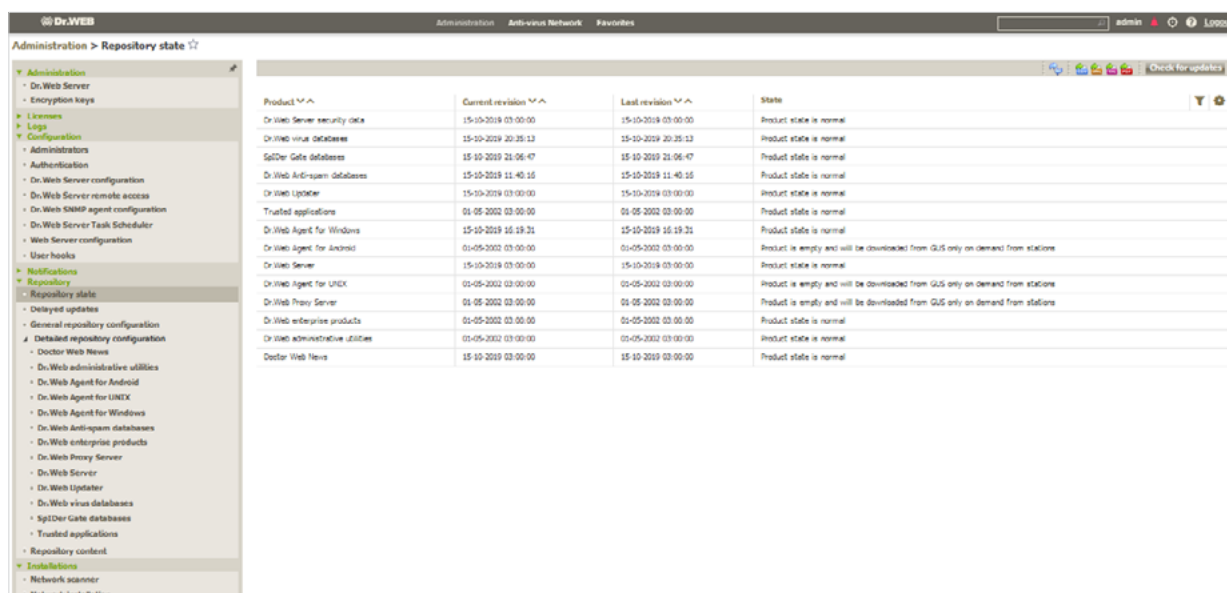 Dr.WEB
Administration Anti-virus Network Favorites
admin
Logout
Administration > Repository state
Check for updates
Administration
Dr.Web Server
Encryption keys
Licenses
Logs
Configuration
Administrators
Authentication
Dr.Web Server configuration
Dr.Web Server remote access
Dr.Web SNMP agent configuration
Dr.Web Server Task Scheduler
Web Server configuration
User hooks
Notifications
Repository
Repository state
Delayed updates
General repository configuration
Detailed repository configuration
Doctor Web News
Dr.Web administrative utilities
Dr.Web Agent for Android
Dr.Web Agent for UNIX
Dr.Web Agent for Windows
Dr.Web Anti-spam databases
Dr.Web enterprise products
Dr.Web Proxy Server
Dr.Web Server
Dr.Web Updater
Dr.Web virus databases
SpIDer Gate databases
Trusted applications
Repository content
Installations
Network scanner
Product Current revision Last revision State
Dr.Web Server security data 15-10-2019 03:00:00 15-10-2019 03:00:00 Product state is normal
Dr.Web virus databases 15-10-2019 20:35:13 15-10-2019 20:35:13 Product state is normal
SpIDer Gate databases 15-10-2019 21:06:47 15-10-2019 21:06:47 Product state is normal
Dr.Web Anti-spam databases 15-10-2019 11:40:16 15-10-2019 11:40:16 Product state is normal
Dr.Web Updater 15-10-2019 03:00:00 15-10-2019 03:00:00 Product state is normal
Trusted applications 01-05-2002 03:00:00 01-05-2002 03:00:00 Product state is normal
Dr.Web Agent for Windows 15-10-2019 16:19:31 15-10-2019 16:19:31 Product state is normal
Dr.Web Agent for Android 01-05-2002 03:00:00 01-05-2002 03:00:00 Product is empty and will be downloaded from GUS only on demand from stations
Dr.Web Server 15-10-2019 03:00:00 15-10-2019 03:00:00 Product state is normal
Dr.Web Agent for UNIX 01-05-2002 03:00:00 01-05-2002 03:00:00 Product is empty and will be downloaded from GUS only on demand from stations
Dr.Web Proxy Server 01-05-2002 03:00:00 01-05-2002 03:00:00 Product is empty and will be downloaded from GUS only on demand from stations
Dr.Web enterprise products 01-05-2002 03:00:00 01-05-2002 03:00:00 Product state is normal
Dr.Web administrative utilities 01-05-2002 03:00:00 01-05-2002 03:00:00 Product state is normal
Doctor Web News 15-10-2019 03:00:00 15-10-2019 03:00:00 Product state is normal